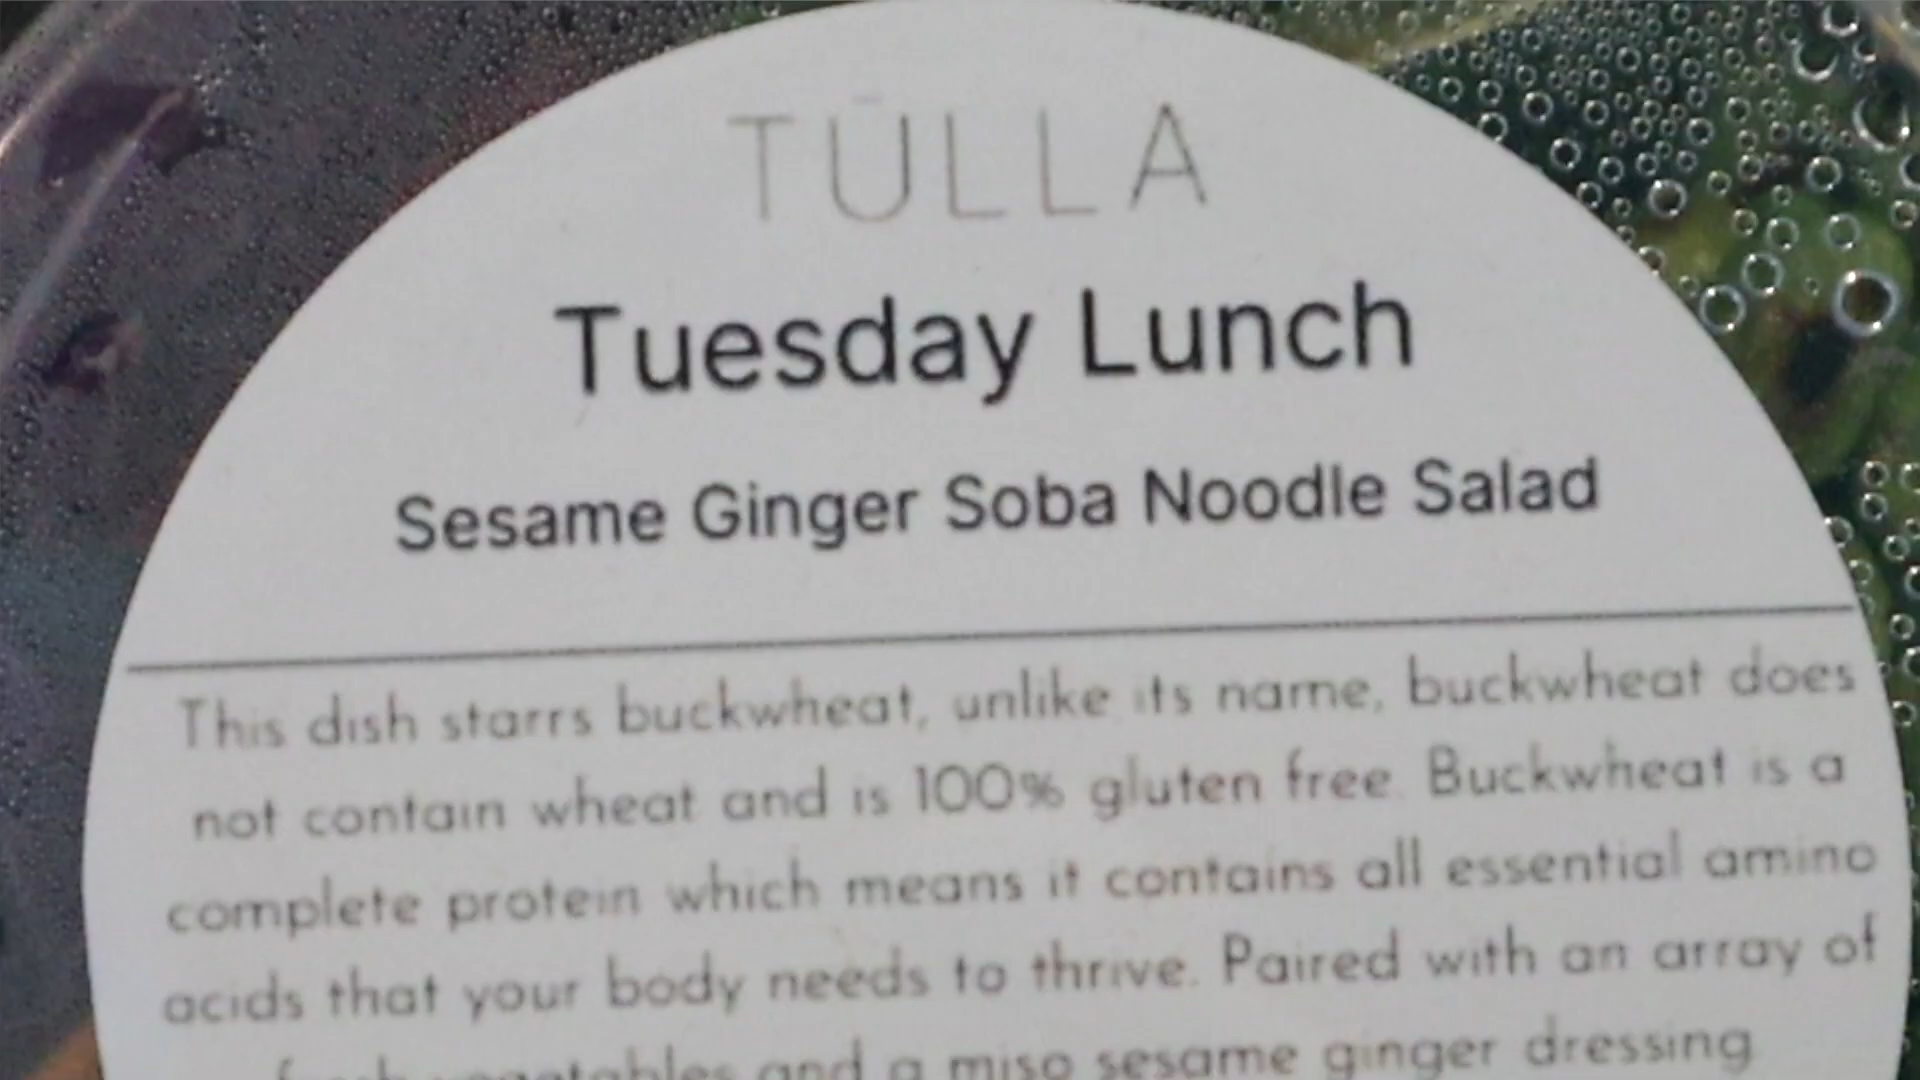 TŪLLA
Tuesday Lunch
Sesame Ginger Soba Noodle Salad
This dish starrs buckwheat, unlike its name, buckwheat does
not contain wheat and is 100% gluten free. Buckwheat is a
complete protein which means it contains all essential amino
acids that your body needs to thrive. Paired with an array of
fresh vegetables and a miso sesame ginger dressing